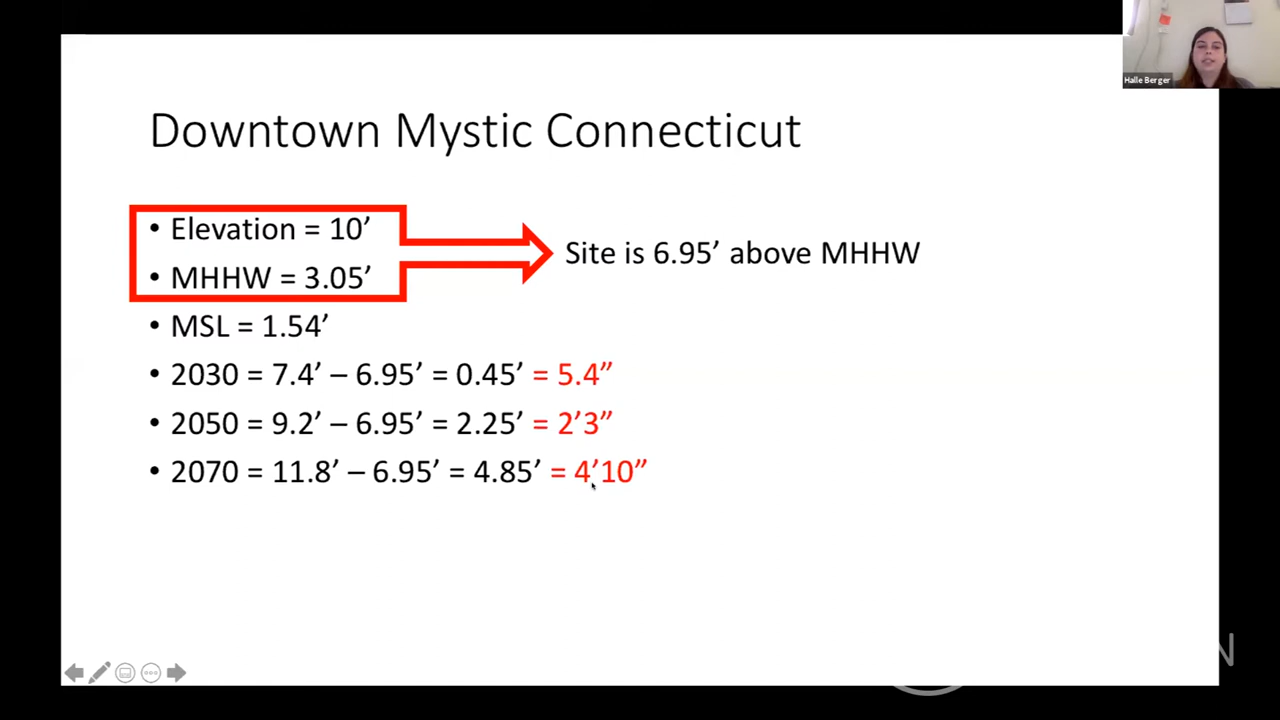 Halle Berger
Downtown Mystic Connecticut
• Elevation = 10’
• MHHW = 3.05’
Site is 6.95’ above MHHW
• MSL = 1.54’
• 2030 = 7.4’ – 6.95’ = 0.45’ = 5.4”
• 2050 = 9.2’ – 6.95’ = 2.25’ = 2’3”
• 2070 = 11.8’ – 6.95’ = 4.85’ = 4’10”
N